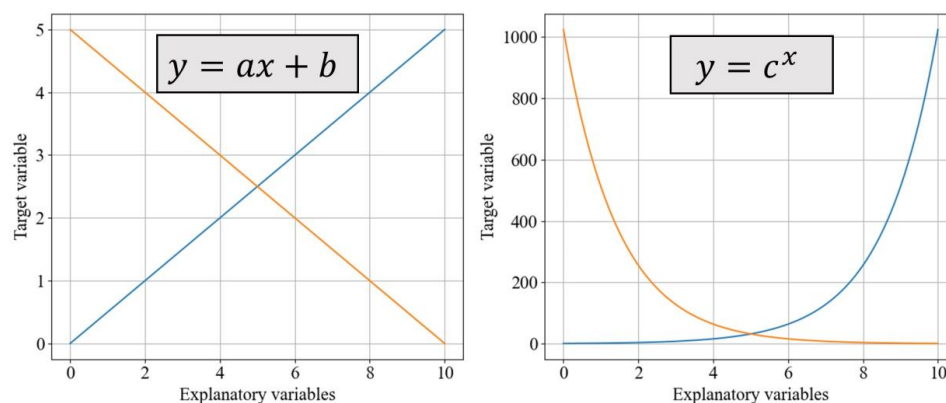 y = ax + b
5
4
3
2
1
0
Target variable
0 2 4 6 8 10
Explanatory variables
y = c^x
1000
800
600
400
200
0
Target variable
0 2 4 6 8 10
Explanatory variables